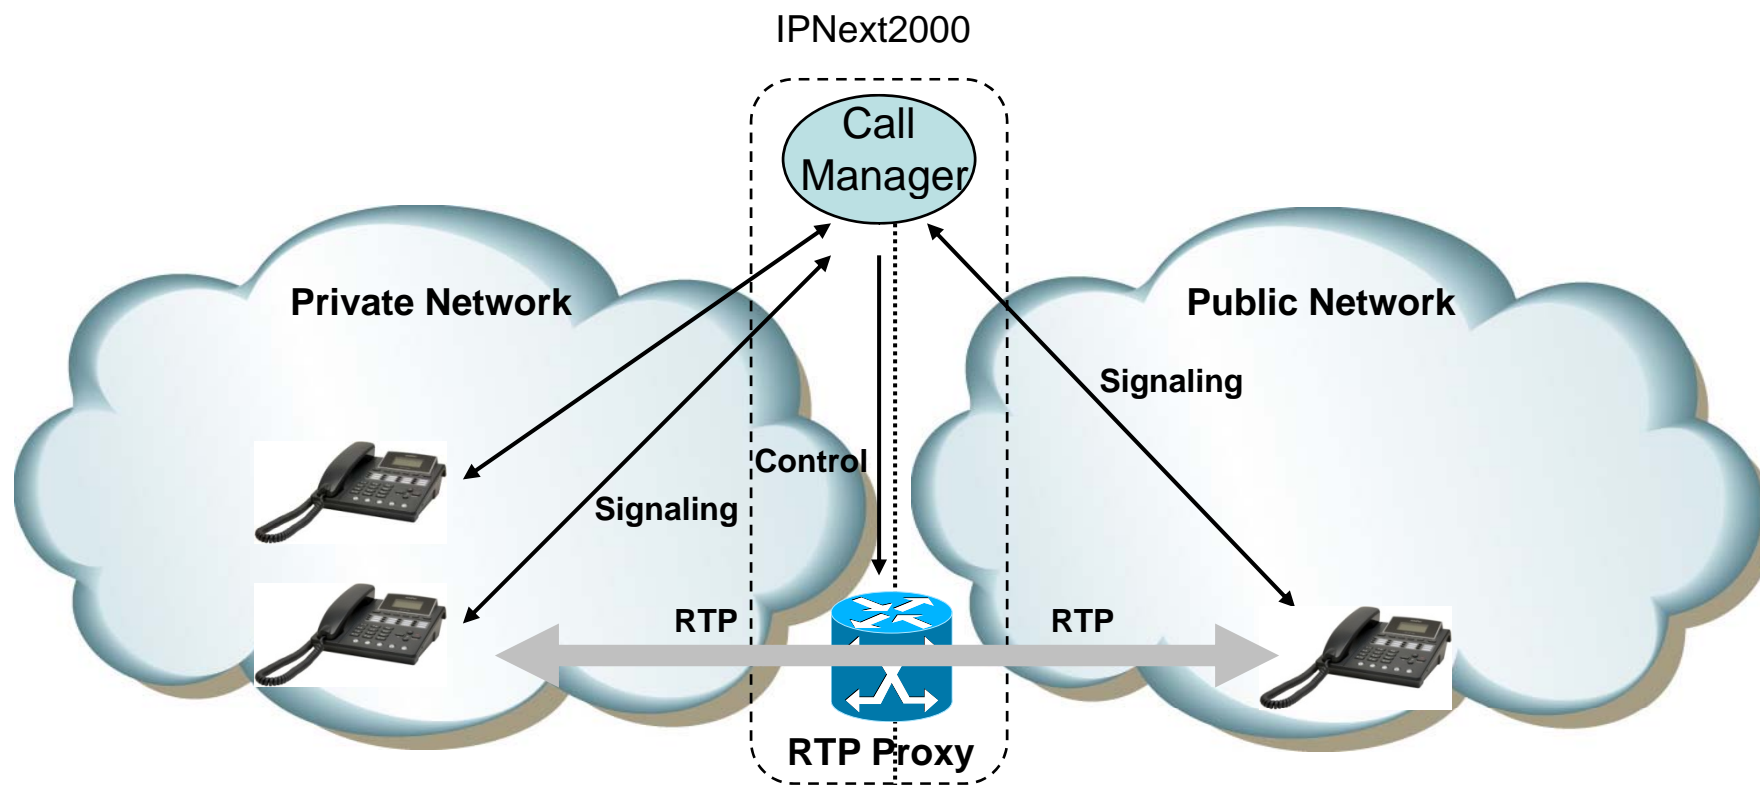 IPNext2000
Call
Manager
Private Network
Public Network
Signaling
Control
Signaling
RTP
RTP
RTP Proxy